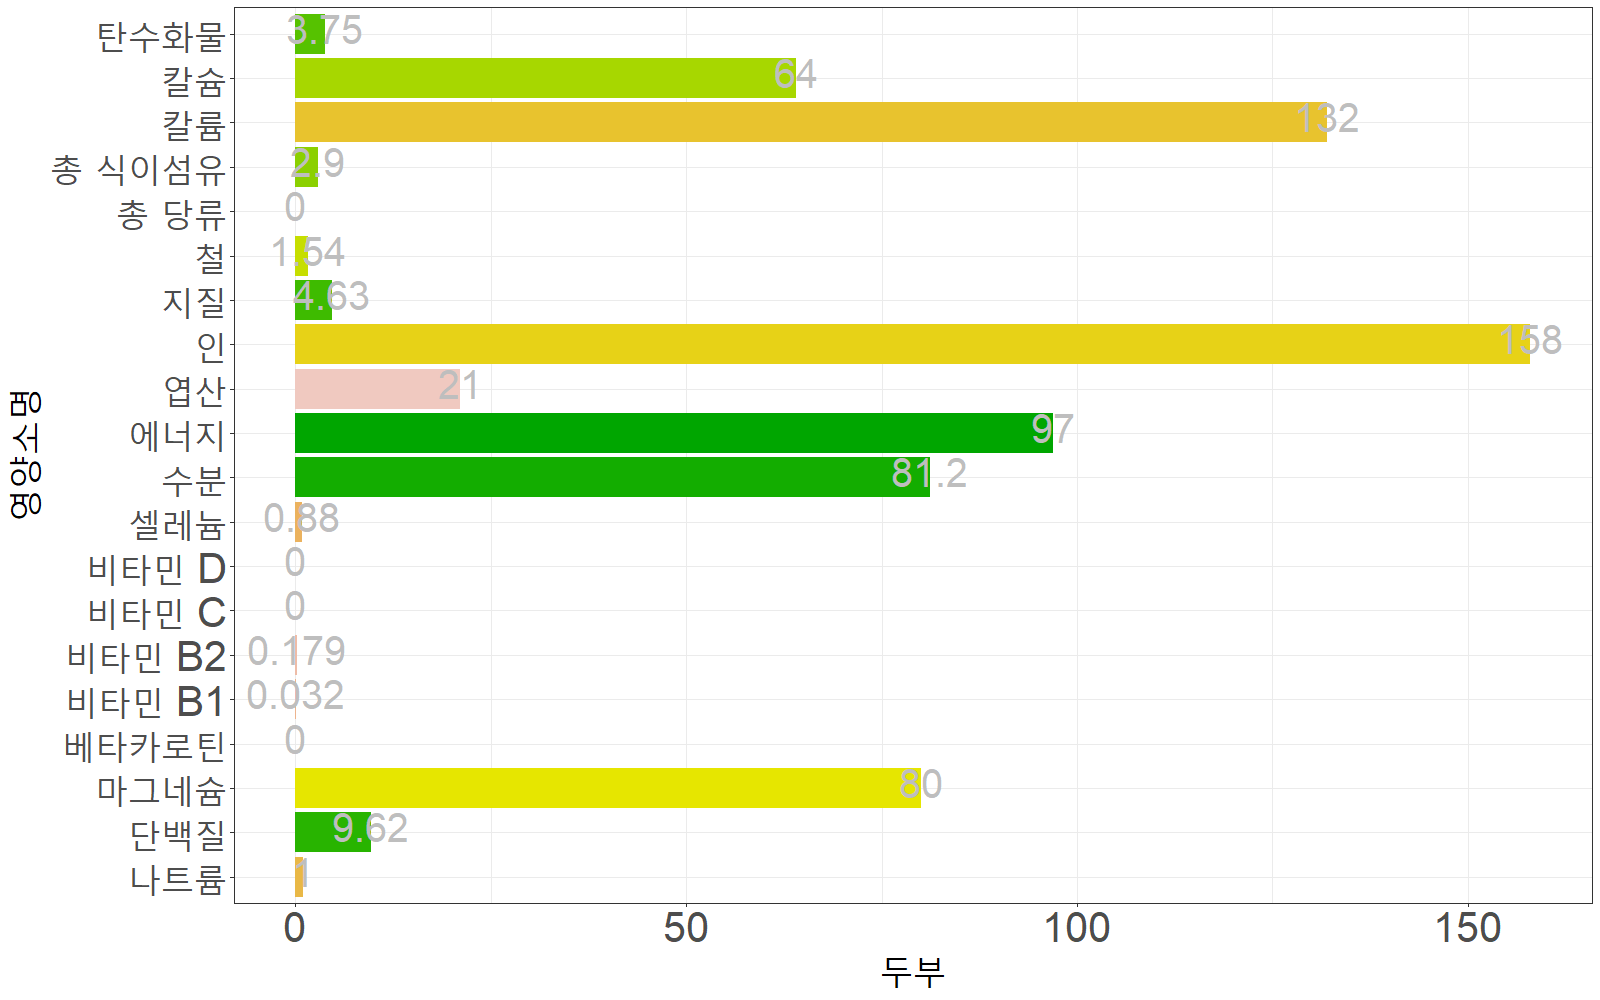 탄수화물 3.75
칼슘 64
칼륨 132
총 식이섬유 2.9
총 당류 0
철 1.54
지질 4.63
인 158
엽산 21
에너지 97
수분 81.2
셀레늄 0.88
비타민 D 0
비타민 C 0
비타민 B2 0.179
비타민 B1 0.032
베타카로틴 0
마그네슘 80
단백질 9.62
나트륨 1
영양소명
0 50 100 150
두부